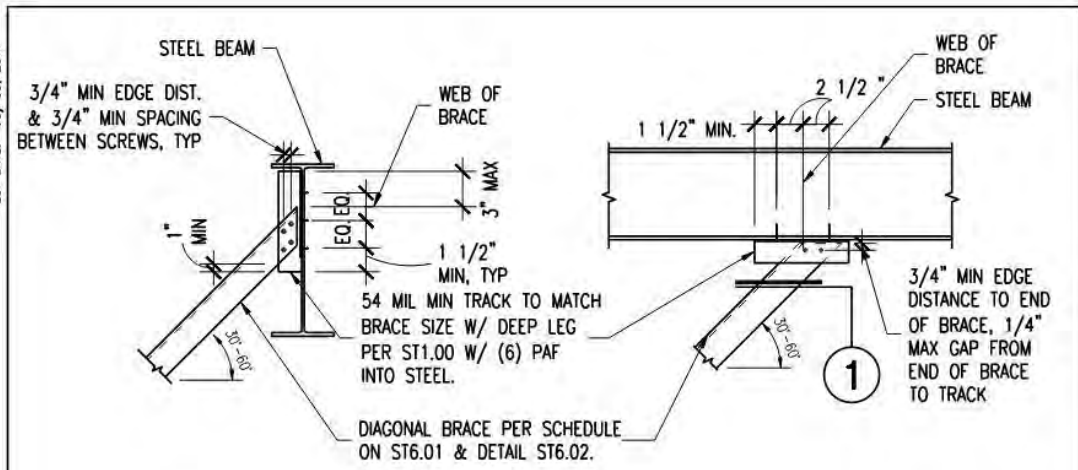 STEEL BEAM
3/4" MIN EDGE DIST.
& 3/4" MIN SPACING
BETWEEN SCREWS, TYP
WEB OF
BRACE
3" MAX
EQ. EQ.
1"
MIN
1 1/2"
MIN, TYP
54 MIL MIN TRACK TO MATCH
BRACE SIZE W/ DEEP LEG
PER ST1.00 W/ (6) PAF
INTO STEEL.
30°-60°
DIAGONAL BRACE PER SCHEDULE
ON ST6.01 & DETAIL ST6.02.
WEB OF
BRACE
2 1/2 "
STEEL BEAM
1 1/2" MIN.
3/4" MIN EDGE
DISTANCE TO END
OF BRACE, 1/4"
MAX GAP FROM
END OF BRACE
TO TRACK
1
30°-60°